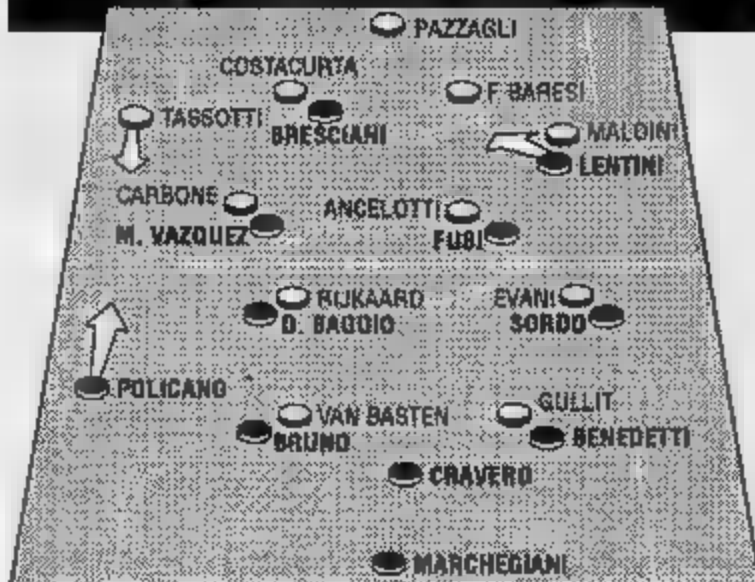 PAZZAGLI
COSTACURTA
F. BARESI
TASSOTTI
BRESCIANI
MALDINI
LENTINI
CARBONE
ANCELOTTI
M. VAZQUEZ
FUSI
RIJKAARD
EVANI
D. BAGGIO
SORDO
POLICANO
VAN BASTEN
GULLIT
BRUNO
BENEDETTI
CRAVERO
MARCHEGIANI